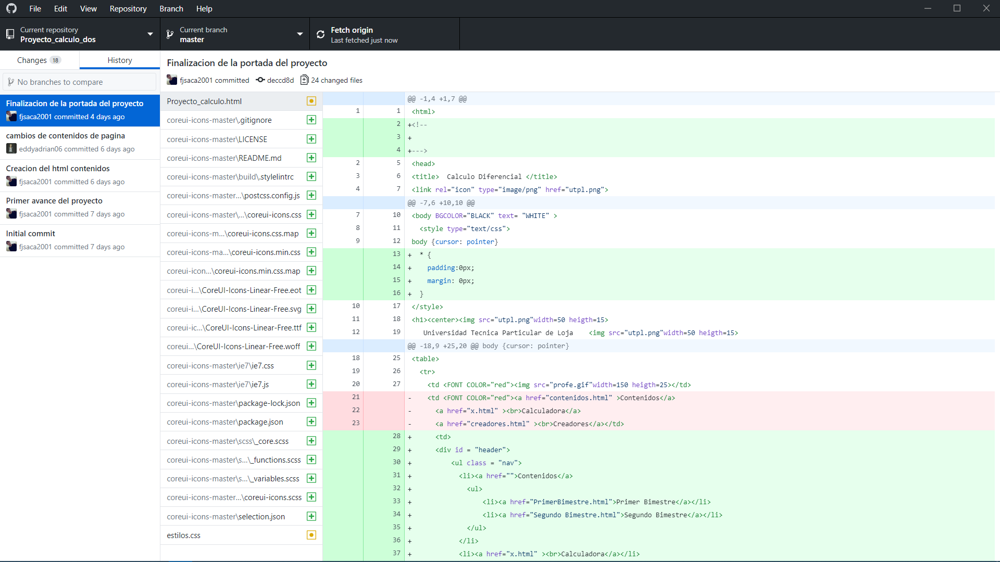 File Edit View Repository Branch Help
Current repository
Proyecto_calculo_dos
Current branch
master
Fetch origin
Last fetched just now
Changes 18
History
No branches to compare
Finalizacion de la portada del proyecto
fjsaca2001 committed 4 days ago
cambios de contenidos de pagina
eddyadrian06 committed 6 days ago
Creacion del html contenidos
fjsaca2001 committed 6 days ago
Primer avance del proyecto
fjsaca2001 committed 7 days ago
Initial commit
fjsaca2001 committed 7 days ago
Finalizacion de la portada del proyecto
fjsaca2001 committed deccd8d 24 changed files
Proyecto_calculo.html
coreui-icons-master\.gitignore
coreui-icons-master\LICENSE
coreui-icons-master\README.md
coreui-icons-master\build\.stylelintrc
coreui-icons-master...\postcss.config.js
coreui-icons-master\...\coreui-icons.css
coreui-icons-m...\coreui-icons.css.map
coreui-icons-ma...\coreui-icons.min.css
coreui-icon...\coreui-icons.min.css.map
coreui-i...\CoreUI-Icons-Linear-Free.eot
coreui-i...\CoreUI-Icons-Linear-Free.svg
coreui-ic...\CoreUI-Icons-Linear-Free.ttf
coreui...\CoreUI-Icons-Linear-Free.woff
coreui-icons-master\ie7\ie7.css
coreui-icons-master\ie7\ie7.js
coreui-icons-master\package-lock.json
coreui-icons-master\package.json
coreui-icons-master\scss\_core.scss
coreui-icons-master\s...\_functions.scss
coreui-icons-master\s...\_variables.scss
coreui-icons-master...\coreui-icons.scss
coreui-icons-master\selection.json
estilos.css
@@ -1,4 +1,7 @@
1 1 <html>
2 +<!--
3 +
4 +--->
2 5 <head>
3 6 <title>  Calculo Diferencial </title>
4 7 <link rel="icon" type="image/png" href="utpl.png">
@@ -7,6 +10,10 @@
7 10 <body BGCOLOR="BLACK" text= "WHITE" >
8 11 <style type="text/css">
9 12 body {cursor: pointer}
13 + * {
14 + padding:0px;
15 + margin: 0px;
16 + }
10 17 </style>
11 18 <h1><center><img src="utpl.png"width=50 heigth=15>
12 19 Universidad Tecnica Particular de Loja    <img src="utpl.png"width=50 heigth=15>
@@ -18,9 +25,20 @@ body {cursor: pointer}
18 25 <table>
19 26 <tr>
20 27 <td <FONT COLOR="red"><img src="profe.gif"width=150 heigth=25></td>
21 - <td <FONT COLOR="red"><a href="contenidos.html" >Contenidos</a>
22 - <a href="x.html" ><br>Calculadora</a>
23 - <a href="creadores.html" ><br>Creadores</a></td>
28 + <td>
29 + <div id = "header">
30 + <ul class = "nav">
31 + <li><a href="">Contenidos</a>
32 + <ul>
33 + <li><a href="PrimerBimestre.html">Primer Bimestre</a></li>
34 + <li><a href="Segundo Bimestre.html">Segundo Bimestre</a></li>
35 + </ul>
36 + </li>
37 + <li><a href="x.html" ><br>Calculadora</a></li>